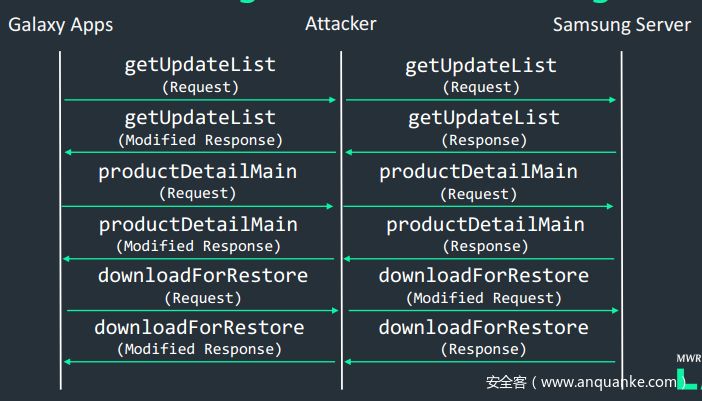 Galaxy Apps Attacker Samsung Server
getUpdateList getUpdateList
(Request) (Request)
getUpdateList getUpdateList
(Modified Response) (Response)
productDetailMain productDetailMain
(Request) (Request)
productDetailMain productDetailMain
(Modified Response) (Response)
downloadForRestore downloadForRestore
(Request) (Modified Request)
downloadForRestore downloadForRestore
(Modified Response) (Response)
MWR
安全客（www.anquanke.com）